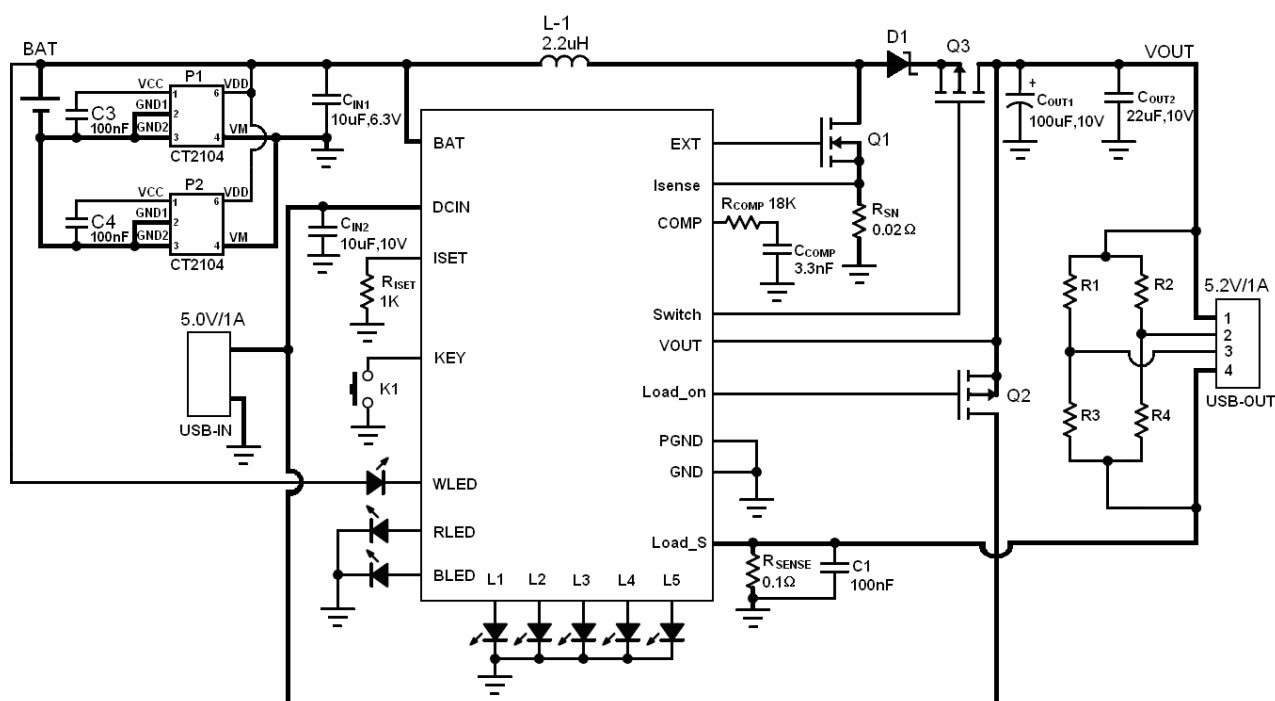 L-1
2.2uH
D1
Q3
BAT
VOUT
P1
VCC
VDD
1
6
GND1
2
GND2
3
4
VM
CT2104
C3
100nF
CIN1
10uF,6.3V
+
COUT1
100uF,10V
COUT2
22uF,10V
BAT
EXT
Q1
P2
VCC
VDD
1
6
GND1
2
GND2
3
4
VM
CT2104
C4
100nF
DCIN
CIN2
10uF,10V
Isense
RSN
0.02Ω
COMP
RCOMP 18K
CCOMP
3.3nF
ISET
RISET
1K
R1
R2
5.2V/1A
1
2
3
4
USB-OUT
R3
R4
Switch
VOUT
5.0V/1A
USB-IN
KEY
K1
Load_on
Q2
PGND
GND
WLED
RLED
BLED
Load_S
RSENSE
0.1Ω
C1
100nF
L1 L2 L3 L4 L5